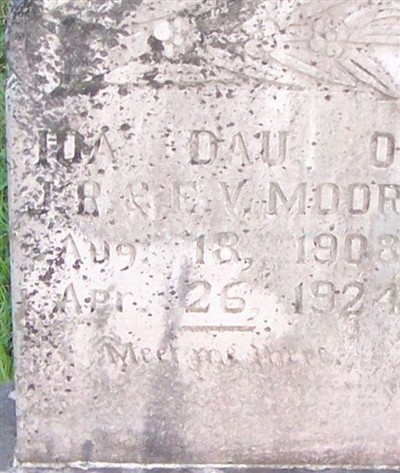 IDA DAU. O
J.R. & E.V. MOOR
Aug. 18, 1908
Apr. 26, 1924
Meet me there.